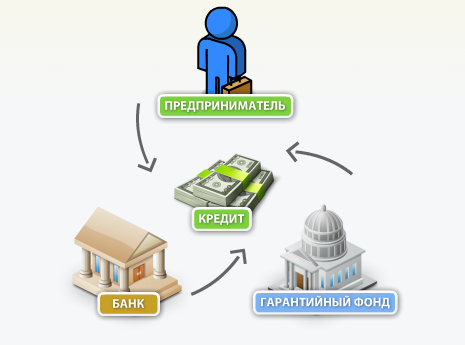 ПРЕДПРИНИМАТЕЛЬ
КРЕДИТ
БАНК
ГАРАНТИЙНЫЙ ФОНД